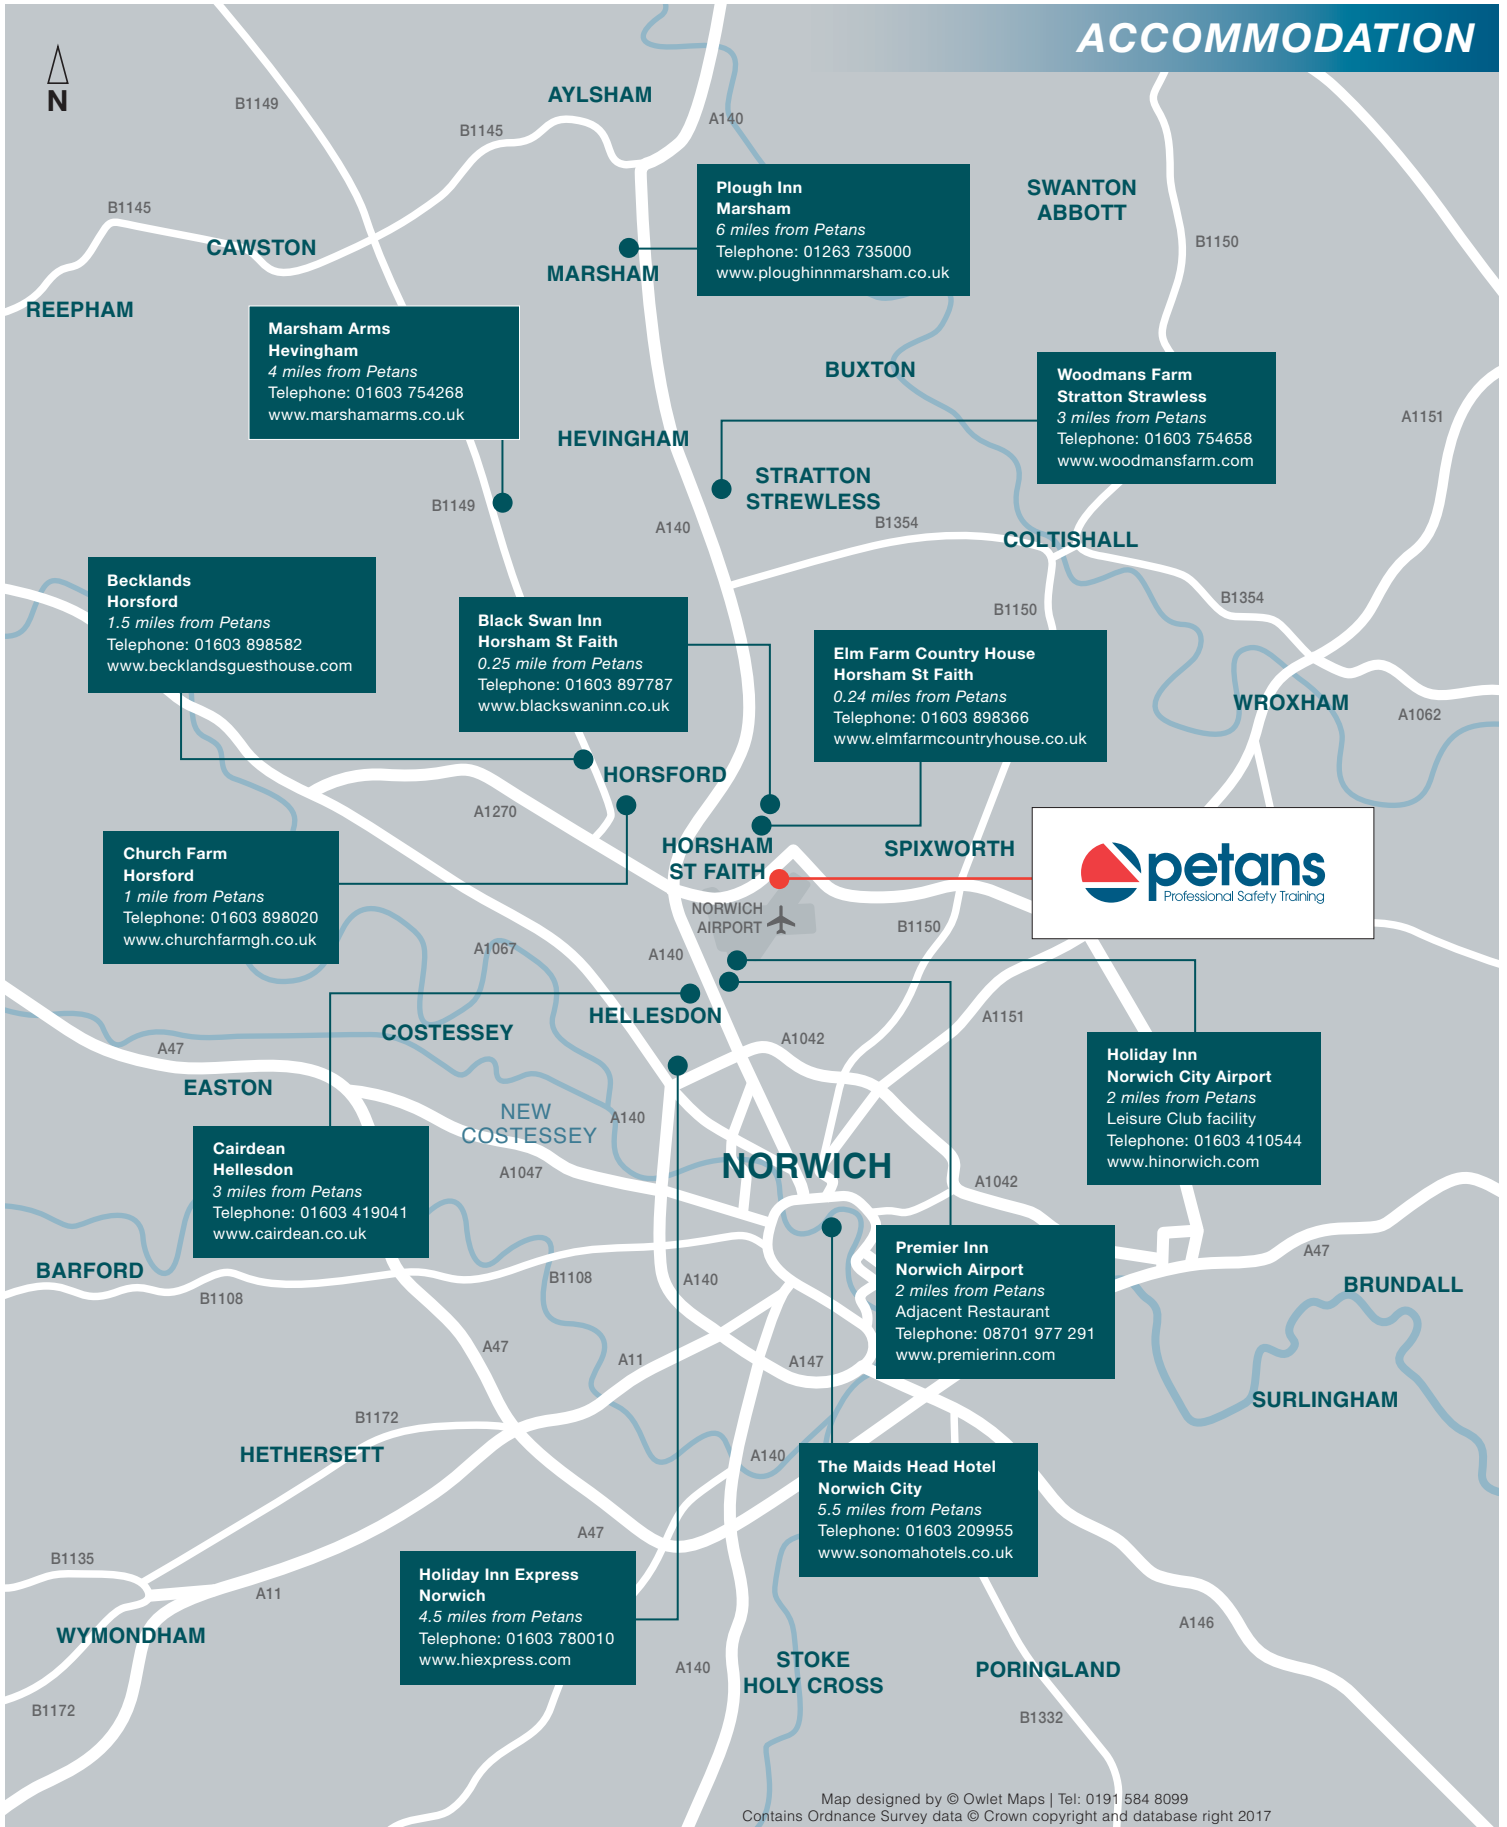 ACCOMMODATION
N
B1149
AYLSHAM
B1145
A140
Plough Inn
Marsham
6 miles from Petans
Telephone: 01263 735000
www.ploughinnmarsham.co.uk
SWANTON
ABBOTT
B1145
CAWSTON
B1150
MARSHAM
REEPHAM
Marsham Arms
Hevingham
4 miles from Petans
Telephone: 01603 754268
www.marshamarms.co.uk
BUXTON
Woodmans Farm
Stratton Strawless
3 miles from Petans
Telephone: 01603 754658
www.woodmansfarm.com
A1151
HEVINGHAM
STRATTON
STREWLESS
B1149
A140
B1354
COLTISHALL
Becklands
Horsford
1.5 miles from Petans
Telephone: 01603 898582
www.becklandsguesthouse.com
Black Swan Inn
Horsham St Faith
0.25 mile from Petans
Telephone: 01603 897787
www.blackswaninn.co.uk
B1150
B1354
Elm Farm Country House
Horsham St Faith
0.24 miles from Petans
Telephone: 01603 898366
www.elmfarmcountryhouse.co.uk
WROXHAM
A1062
HORSFORD
A1270
HORSHAM
ST FAITH
SPIXWORTH
petans
Professional Safety Training
Church Farm
Horsford
1 mile from Petans
Telephone: 01603 898020
www.churchfarmgh.co.uk
NORWICH
AIRPORT
B1150
A1067
A140
HELLESDON
A1151
COSTESSEY
A1042
A47
EASTON
Holiday Inn
Norwich City Airport
2 miles from Petans
Leisure Club facility
Telephone: 01603 410544
www.hinorwich.com
NEW
COSTESSEY
A140
Cairdean
Hellesdon
3 miles from Petans
Telephone: 01603 419041
www.cairdean.co.uk
NORWICH
A1047
A1042
Premier Inn
Norwich Airport
2 miles from Petans
Adjacent Restaurant
Telephone: 08701 977 291
www.premierinn.com
A47
BARFORD
B1108
B1108
A140
BRUNDALL
A47
A11
A147
SURLINGHAM
B1172
HETHERSETT
A140
The Maids Head Hotel
Norwich City
5.5 miles from Petans
Telephone: 01603 209955
www.sonomahotels.co.uk
A47
B1135
Holiday Inn Express
Norwich
4.5 miles from Petans
Telephone: 01603 780010
www.hiexpress.com
A11
WYMONDHAM
A146
A140
STOKE
HOLY CROSS
PORINGLAND
B1172
B1332
Map designed by © Owlet Maps | Tel: 0191 584 8099
Contains Ordnance Survey data © Crown copyright and database right 2017